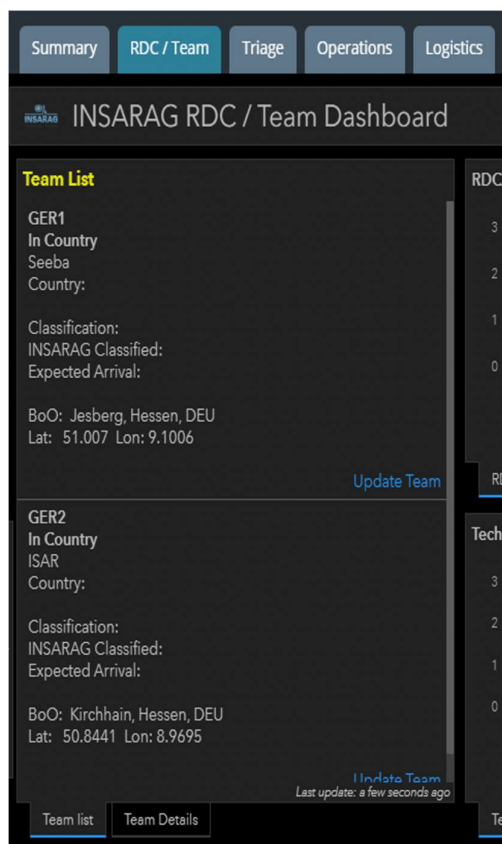 Summary
RDC / Team
Triage
Operations
Logistics
INSARAG
INSARAG RDC / Team Dashboard
Team List
GER1
In Country
Seeba
Country:
Classification:
INSARAG Classified:
Expected Arrival:
BoO: Jesberg, Hessen, DEU
Lat: 51.007 Lon: 9.1006
Update Team
GER2
In Country
ISAR
Country:
Classification:
INSARAG Classified:
Expected Arrival:
BoO: Kirchhain, Hessen, DEU
Lat: 50.8441 Lon: 8.9695
Update Team
Last update: a few seconds ago
Team list
Team Details
RDC
3
2
1
0
RD
Tech
3
2
1
0
Te